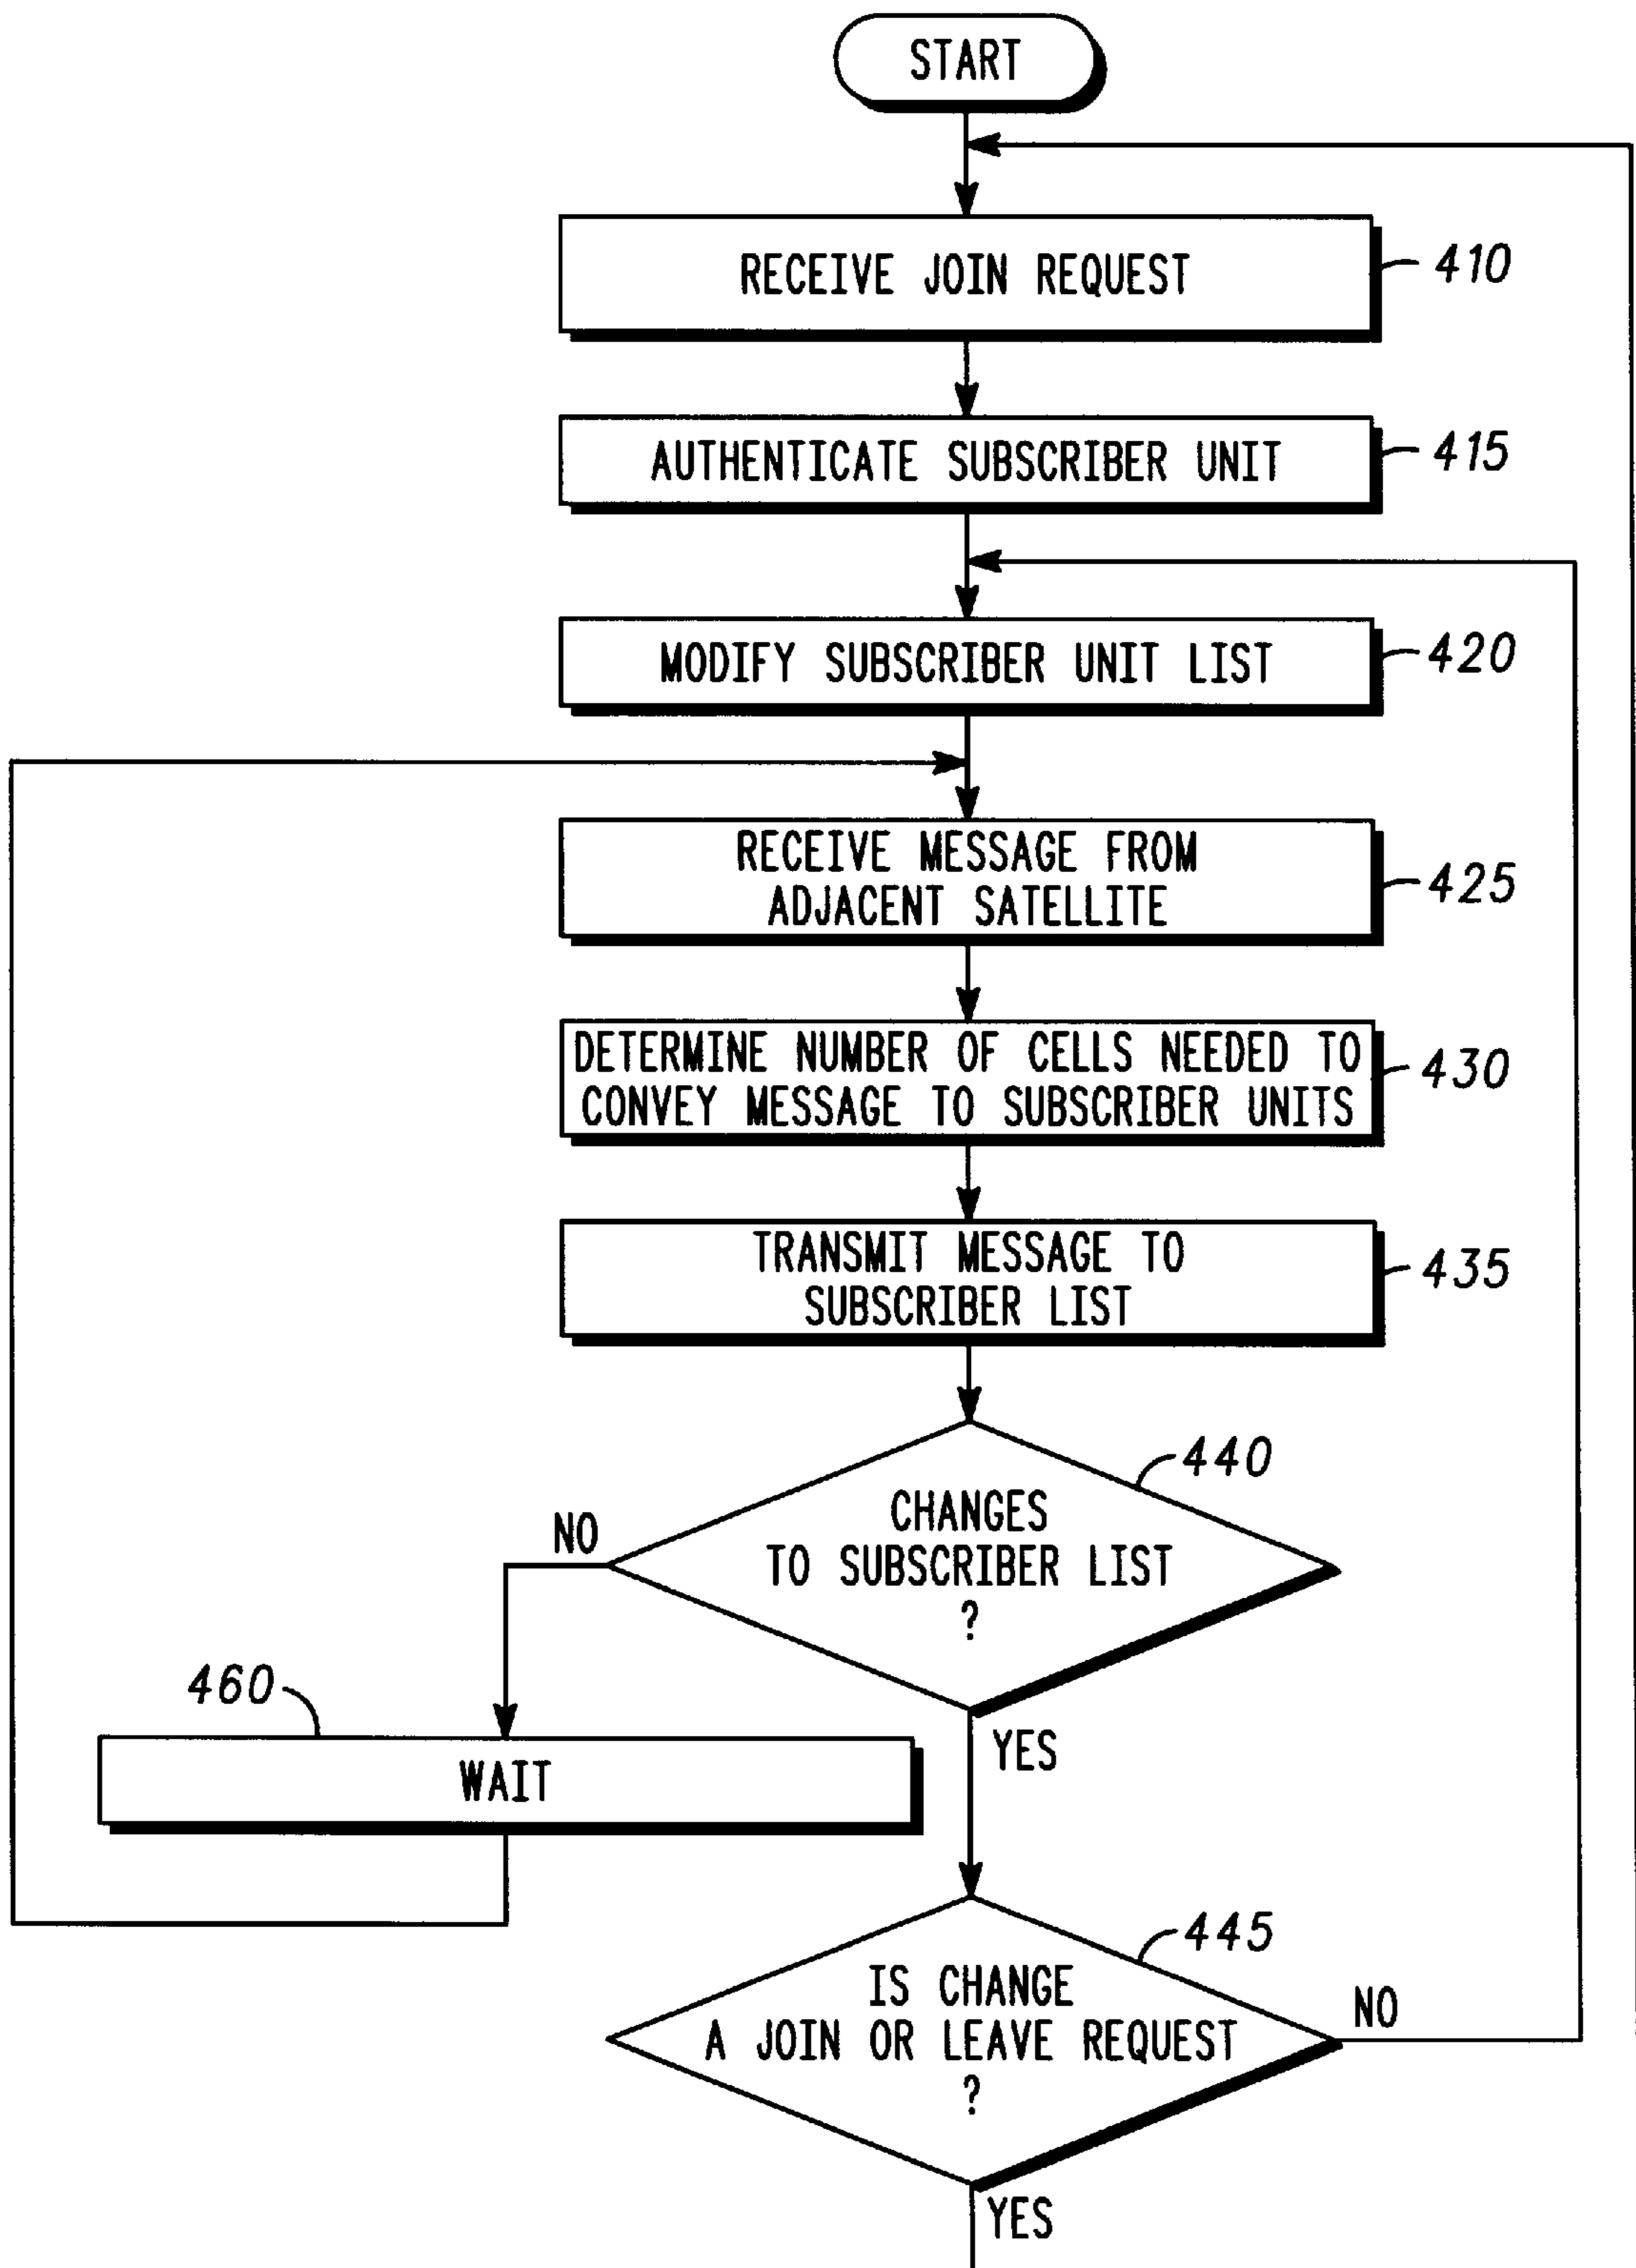 START
RECEIVE JOIN REQUEST
410
AUTHENTICATE SUBSCRIBER UNIT
415
MODIFY SUBSCRIBER UNIT LIST
420
RECEIVE MESSAGE FROM
ADJACENT SATELLITE
425
DETERMINE NUMBER OF CELLS NEEDED TO
CONVEY MESSAGE TO SUBSCRIBER UNITS
430
TRANSMIT MESSAGE TO
SUBSCRIBER LIST
435
440
CHANGES
TO SUBSCRIBER LIST
?
NO
YES
460
WAIT
445
IS CHANGE
A JOIN OR LEAVE REQUEST
?
NO
YES